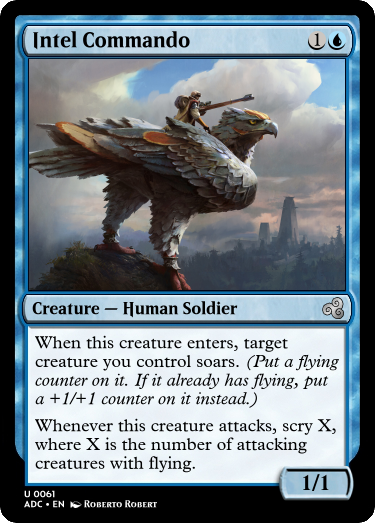 Intel Commando 1
Creature — Human Soldier
When this creature enters, target
creature you control soars. (Put a flying
counter on it. If it already has flying, put
a +1/+1 counter on it instead.)
Whenever this creature attacks, scry X,
where X is the number of attacking
creatures with flying.
1/1
U 0061
ADC • EN Roberto Robert